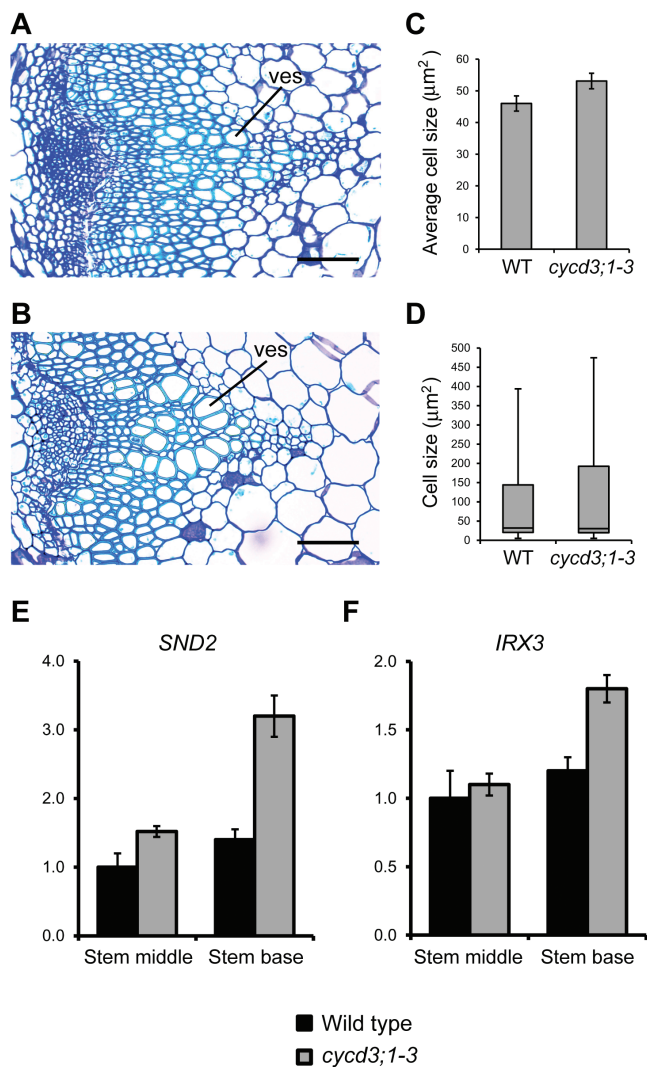 A
ves
B
ves
C
Average cell size (µm²)
60
50
40
30
20
10
0
WT
cycd3;1-3
D
Cell size (µm²)
500
450
400
350
300
250
200
150
100
50
0
WT
cycd3;1-3
E
SND2
4.0
3.0
2.0
1.0
0.0
Stem middle
Stem base
F
IRX3
2.0
1.5
1.0
0.5
0.0
Stem middle
Stem base
Wild type
cycd3;1-3